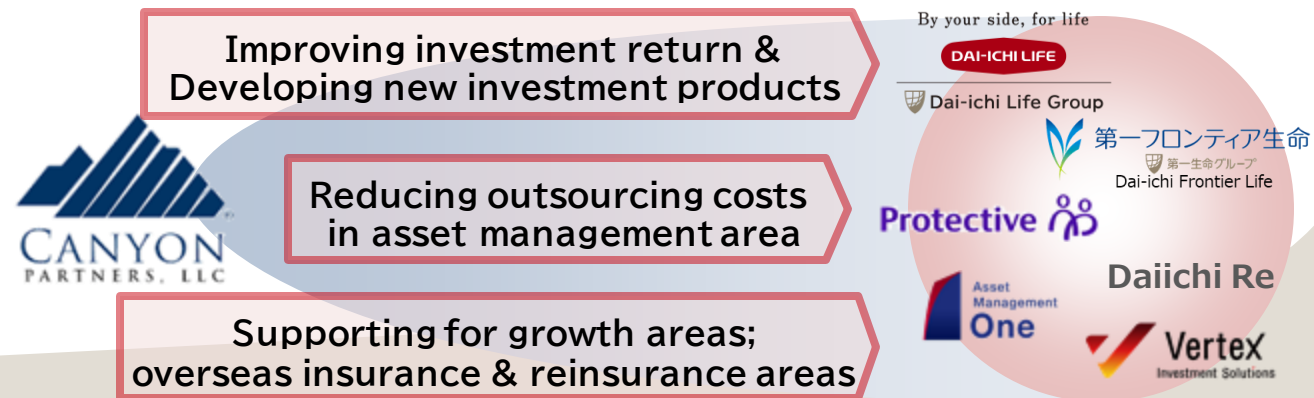 Improving investment return &
Developing new investment products
Reducing outsourcing costs
in asset management area
Supporting for growth areas;
overseas insurance & reinsurance areas
CANYON
PARTNERS, LLC
By your side, for life
DAI-ICHI LIFE
Dai-ichi Life Group
第一フロンティア生命
第一生命グループ
Dai-ichi Frontier Life
Protective
Daiichi Re
Asset
Management
One
Vertex
Investment Solutions